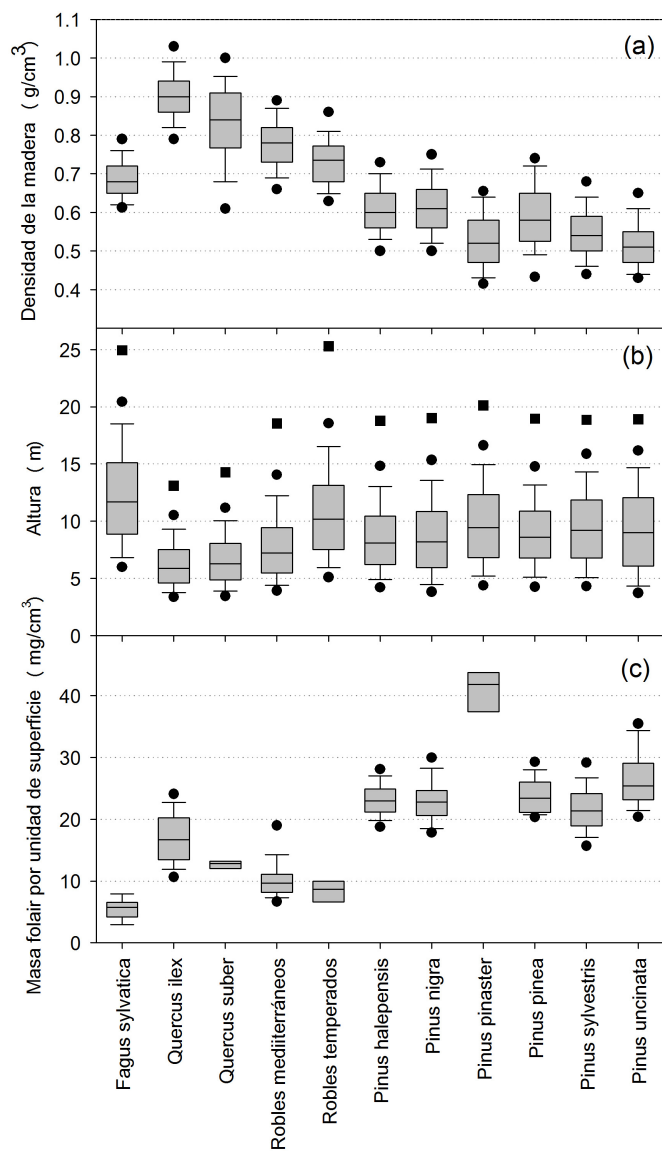 Densidad de la madera ( g/cm³)
1.1
1.0
0.9
0.8
0.7
0.6
0.5
0.4
(a)
Altura ( m)
25
20
15
10
5
0
(b)
Masa folair por unidad de superficie ( mg/cm³)
40
30
20
10
0
(c)
Fagus sylvatica
Quercus ilex
Quercus suber
Robles mediiterráneos
Robles temperados
Pinus halepensis
Pinus nigra
Pinus pinaster
Pinus pinea
Pinus sylvestris
Pinus uncinata